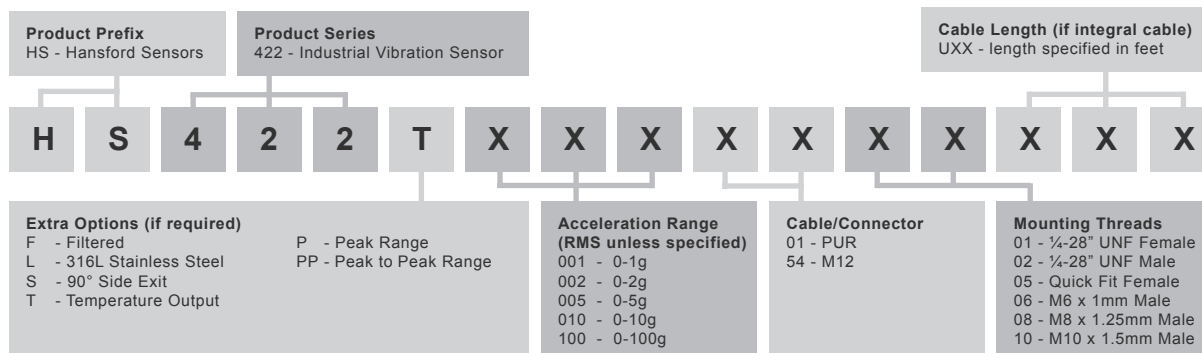 Product Prefix
HS - Hansford Sensors
Product Series
422 - Industrial Vibration Sensor
Cable Length (if integral cable)
UXX - length specified in feet
H S 4 2 2 T X X X X X X X X X X
Extra Options (if required)
F - Filtered
L - 316L Stainless Steel
S - 90° Side Exit
T - Temperature Output
P - Peak Range
PP - Peak to Peak Range
Acceleration Range
(RMS unless specified)
001 - 0-1g
002 - 0-2g
005 - 0-5g
010 - 0-10g
100 - 0-100g
Cable/Connector
01 - PUR
54 - M12
Mounting Threads
01 - ¼-28” UNF Female
02 - ¼-28” UNF Male
05 - Quick Fit Female
06 - M6 x 1mm Male
08 - M8 x 1.25mm Male
10 - M10 x 1.5mm Male